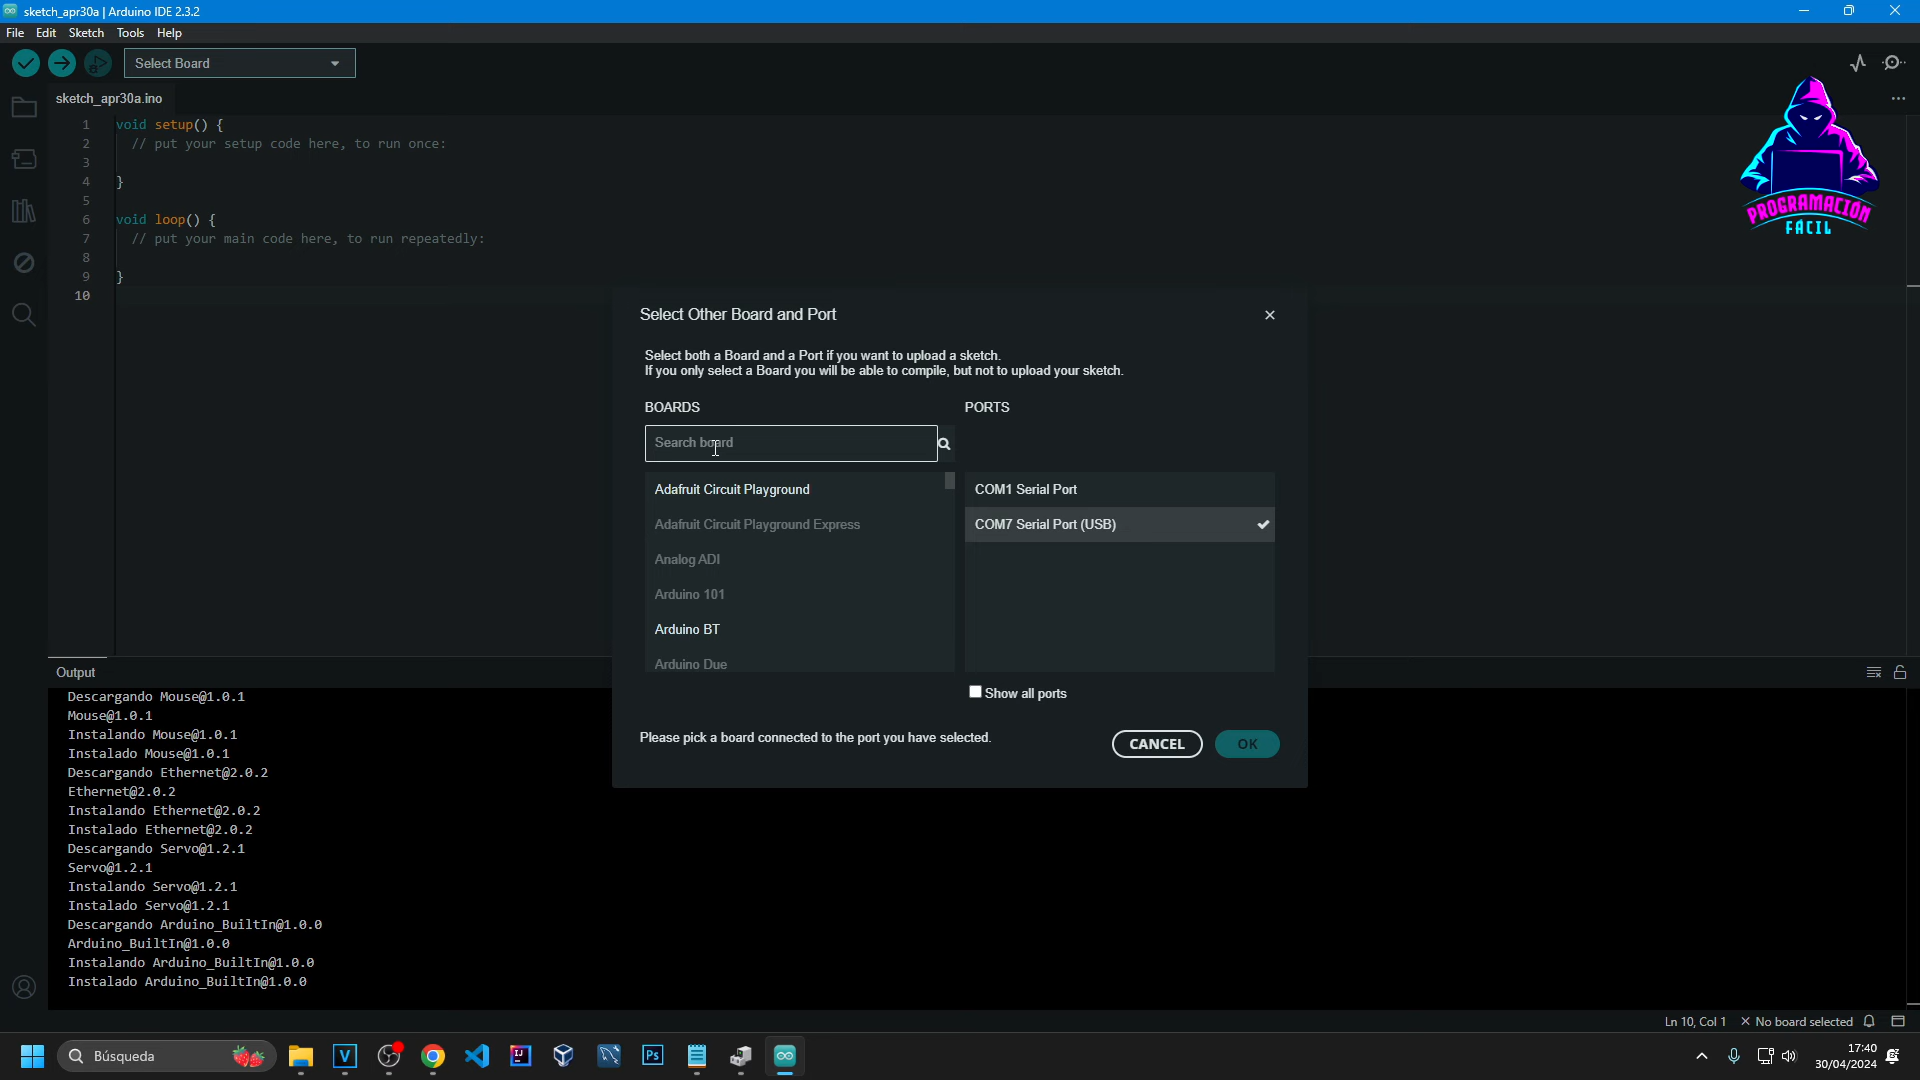 sketch_apr30a | Arduino IDE 2.3.2
File Edit Sketch Tools Help
Select Board
sketch_apr30a.ino
1 void setup() {
2 // put your setup code here, to run once:
3
4 }
5
6 void loop() {
7 // put your main code here, to run repeatedly:
8
9 }
10
PROGRAMACIÓN
FÁCIL
Select Other Board and Port
Select both a Board and a Port if you want to upload a sketch.
If you only select a Board you will be able to compile, but not to upload your sketch.
BOARDS PORTS
Search board
Adafruit Circuit Playground COM1 Serial Port
Adafruit Circuit Playground Express COM7 Serial Port (USB)
Analog ADI
Arduino 101
Arduino BT
Arduino Due
Show all ports
Please pick a board connected to the port you have selected. CANCEL OK
Output
Descargando Mouse@1.0.1
Mouse@1.0.1
Instalando Mouse@1.0.1
Instalado Mouse@1.0.1
Descargando Ethernet@2.0.2
Ethernet@2.0.2
Instalando Ethernet@2.0.2
Instalado Ethernet@2.0.2
Descargando Servo@1.2.1
Servo@1.2.1
Instalando Servo@1.2.1
Instalado Servo@1.2.1
Descargando Arduino_BuiltIn@1.0.0
Arduino_BuiltIn@1.0.0
Instalando Arduino_BuiltIn@1.0.0
Instalado Arduino_BuiltIn@1.0.0
Ln 10, Col 1 No board selected
Búsqueda V IJ Ps 17:40
30/04/2024